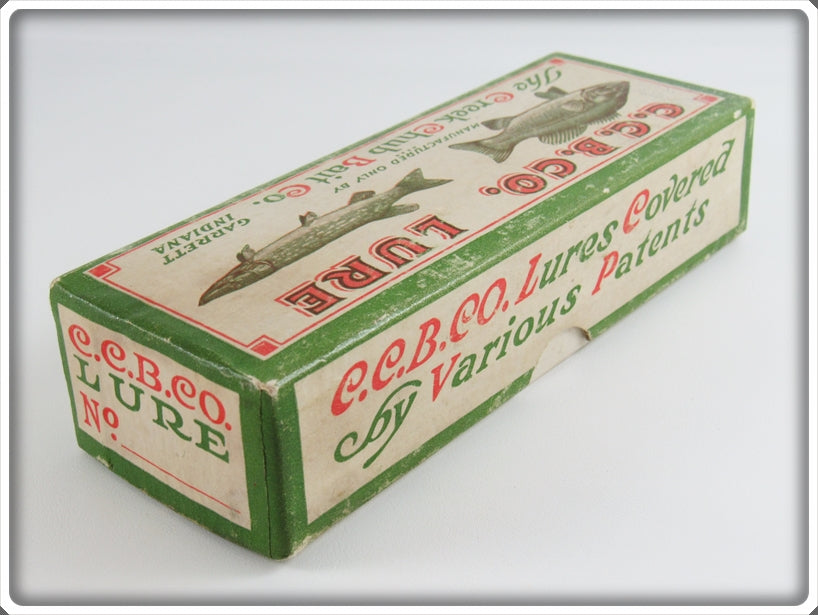 C.C.B.CO. LURE
MANUFACTURED ONLY BY
The Creek Chub Bait Co.
GARRETT
INDIANA
C.C.B.CO. Lures Covered
by Various Patents
C.C.B.CO.
LURE
No.